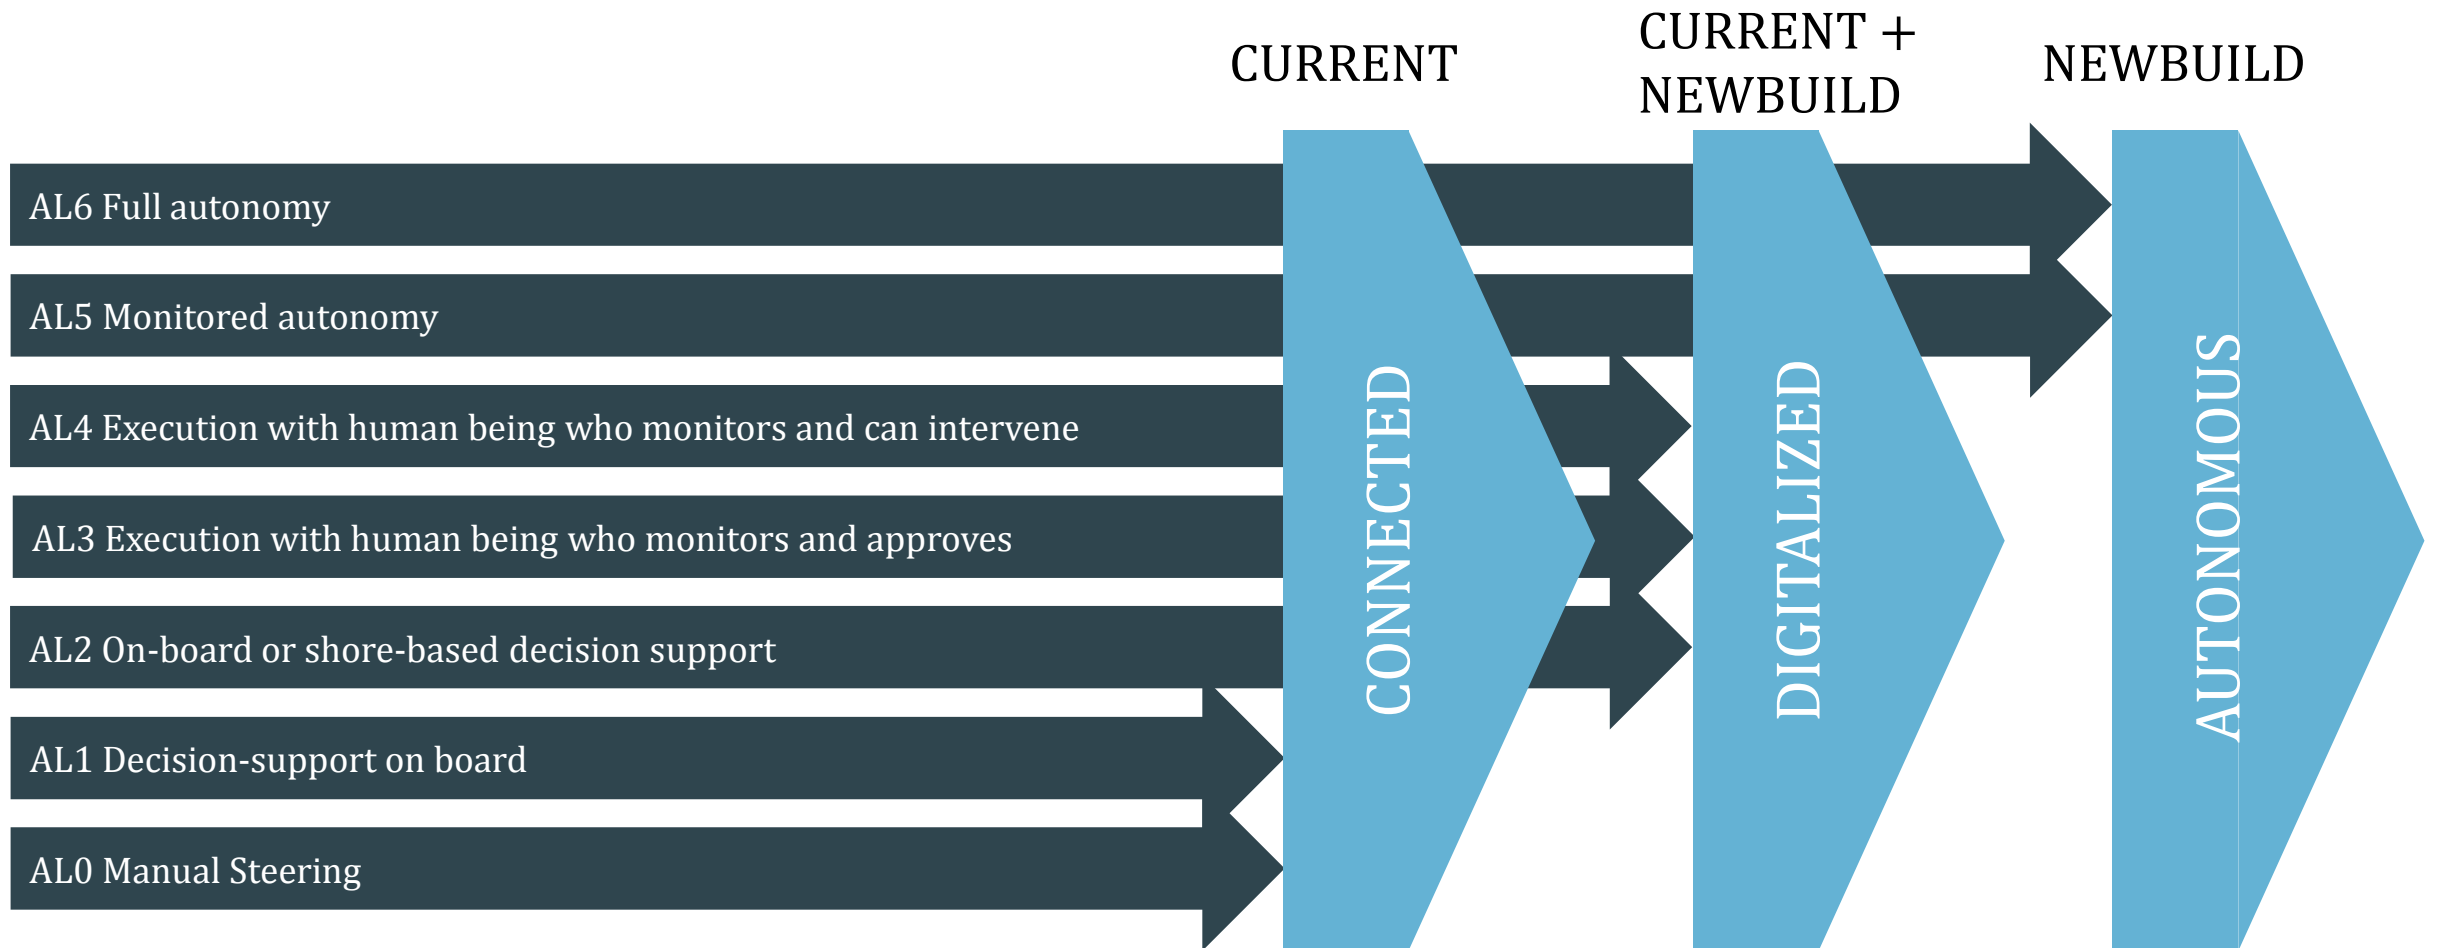 CURRENT
CURRENT +
NEWBUILD
NEWBUILD
AL6 Full autonomy
AL5 Monitored autonomy
AL4 Execution with human being who monitors and can intervene
AL3 Execution with human being who monitors and approves
AL2 On-board or shore-based decision support
AL1 Decision-support on board
AL0 Manual Steering
CONNECTED
DIGITALIZED
AUTONOMOUS